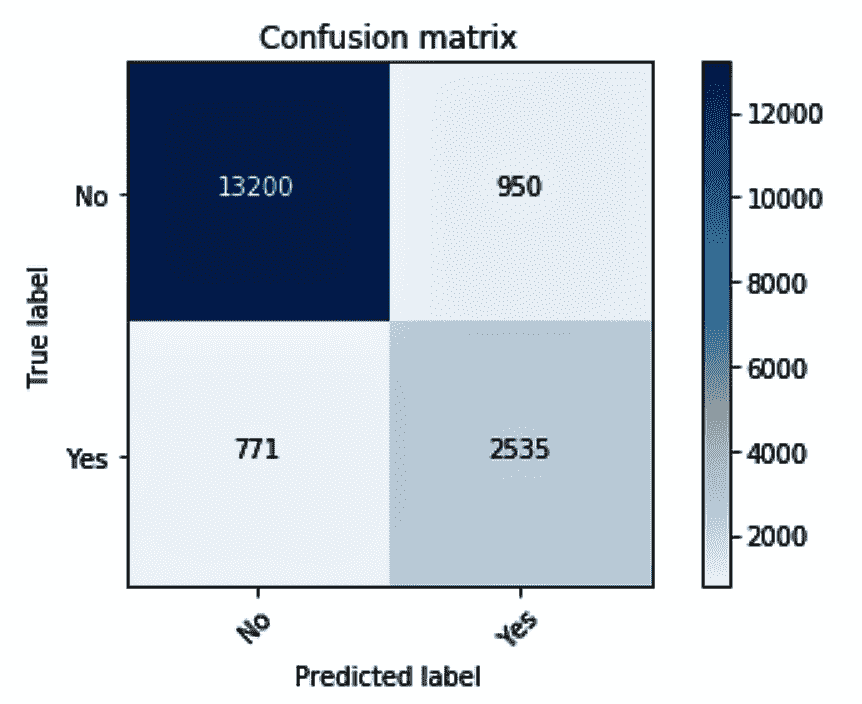 Confusion matrix
12000
13200
950
No
10000
8000
True label
6000
771
2535
Yes
4000
2000
No
Yes
Predicted label